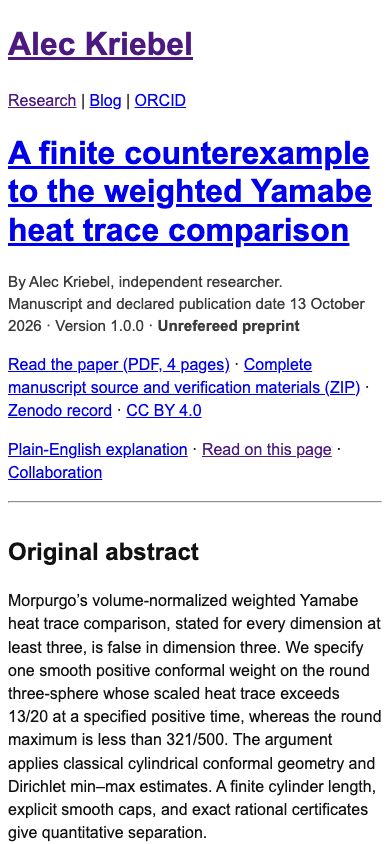 Alec Kriebel
Research | Blog | ORCID
A finite counterexample
to the weighted Yamabe
heat trace comparison
By Alec Kriebel, independent researcher.
Manuscript and declared publication date 13 October
2026 · Version 1.0.0 · Unrefereed preprint
Read the paper (PDF, 4 pages) · Complete
manuscript source and verification materials (ZIP) ·
Zenodo record · CC BY 4.0
Plain-English explanation · Read on this page ·
Collaboration
Original abstract
Morpurgo’s volume-normalized weighted Yamabe
heat trace comparison, stated for every dimension at
least three, is false in dimension three. We specify
one smooth positive conformal weight on the round
three-sphere whose scaled heat trace exceeds
13/20 at a specified positive time, whereas the round
maximum is less than 321/500. The argument
applies classical cylindrical conformal geometry and
Dirichlet min–max estimates. A finite cylinder length,
explicit smooth caps, and exact rational certificates
give quantitative separation.